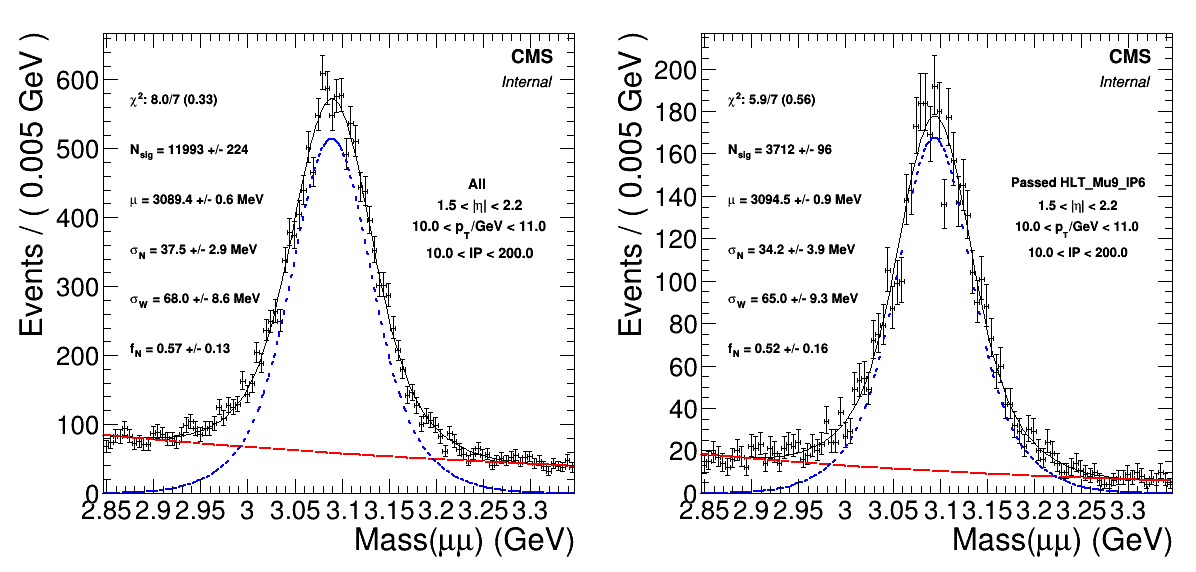 Events / ( 0.005 GeV )
600
500
400
300
200
100
0
CMS
Internal
χ²: 8.0/7 (0.33)
N_sig = 11993 +/- 224
μ = 3089.4 +/- 0.6 MeV
σ_N = 37.5 +/- 2.9 MeV
σ_W = 68.0 +/- 8.6 MeV
f_N = 0.57 +/- 0.13
All
1.5 < |η| < 2.2
10.0 < p_T/GeV < 11.0
10.0 < IP < 200.0
2.85 2.9 2.95 3 3.05 3.1 3.15 3.2 3.25 3.3
Mass(μμ) (GeV)
Events / ( 0.005 GeV )
200
180
160
140
120
100
80
60
40
20
0
CMS
Internal
χ²: 5.9/7 (0.56)
N_sig = 3712 +/- 96
μ = 3094.5 +/- 0.9 MeV
σ_N = 34.2 +/- 3.9 MeV
σ_W = 65.0 +/- 9.3 MeV
f_N = 0.52 +/- 0.16
Passed HLT_Mu9_IP6
1.5 < |η| < 2.2
10.0 < p_T/GeV < 11.0
10.0 < IP < 200.0
2.85 2.9 2.95 3 3.05 3.1 3.15 3.2 3.25 3.3
Mass(μμ) (GeV)